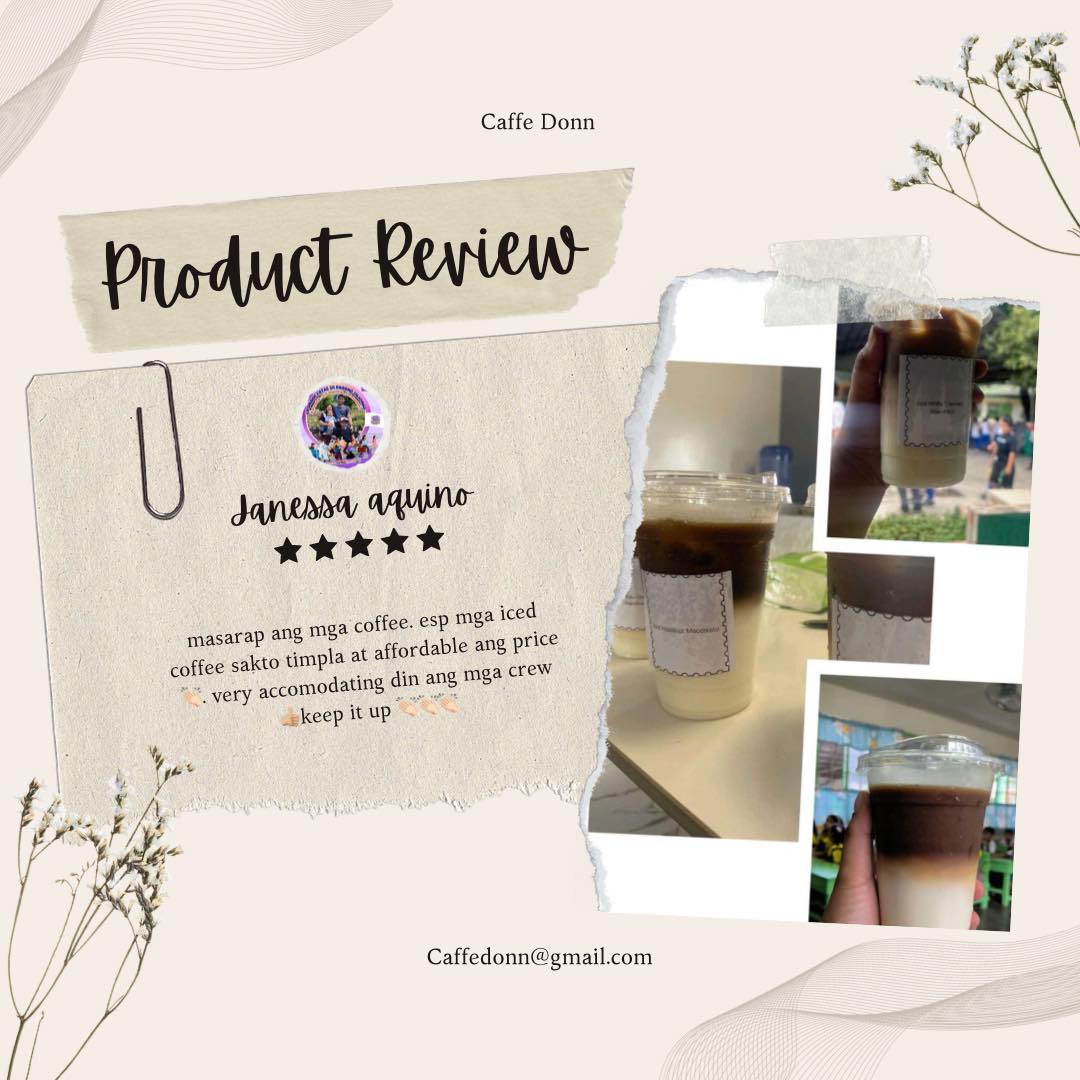 Caffe Donn
Product Review
Janessa aquino
masarap ang mga coffee. esp mga iced
coffee sakto timpla at affordable ang price
👏🏻. very accomodating din ang mga crew
👍🏻keep it up 👏🏻👏🏻👏🏻
Caffedonn@gmail.com